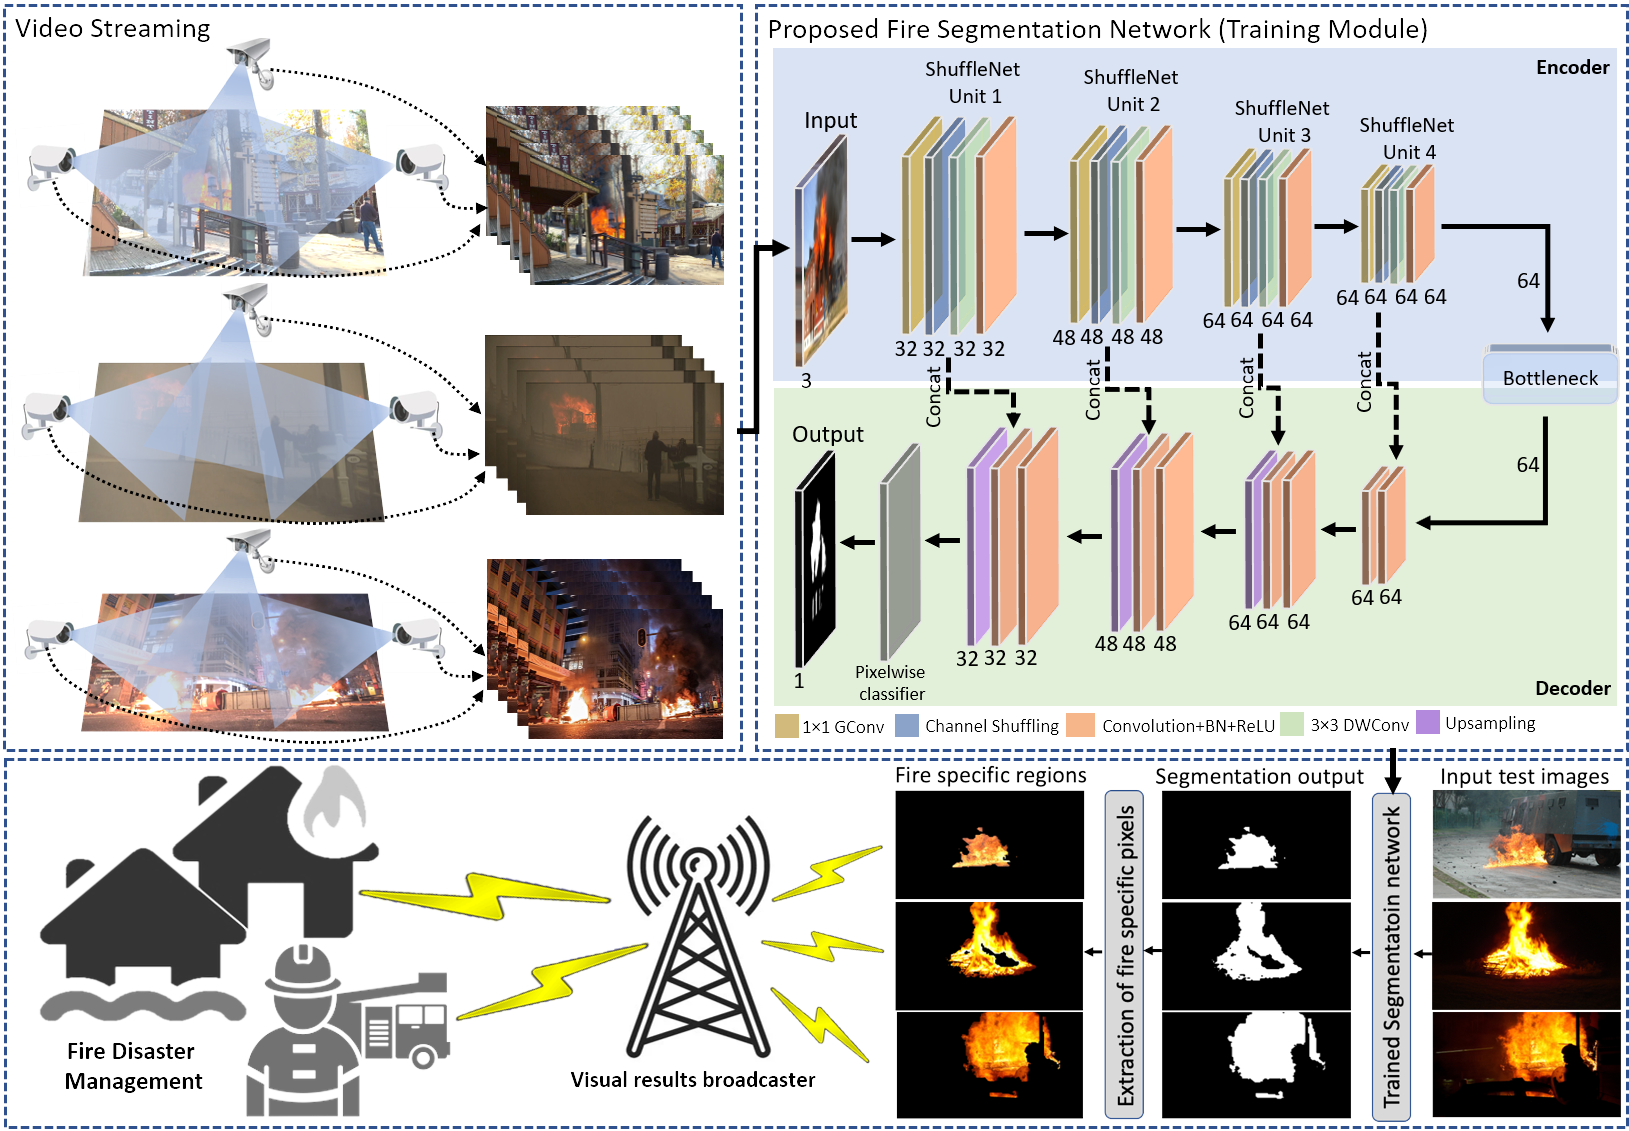 Video Streaming
Proposed Fire Segmentation Network (Training Module)
Encoder
ShuffleNet
Unit 1
ShuffleNet
Unit 2
ShuffleNet
Unit 3
ShuffleNet
Unit 4
Input
3
32 32 32 32
48 48 48 48
64 64 64 64
64 64 64 64
64
Concat
Concat
Concat
Concat
Bottleneck
64
Output
1
Pixelwise
classifier
32 32 32
48 48 48
64 64 64
64 64
Decoder
1×1 GConv
Channel Shuffling
Convolution+BN+ReLU
3×3 DWConv
Upsampling
Fire specific regions
Segmentation output
Input test images
Extraction of fire specific pixels
Trained Segmentatoin network
Fire Disaster
Management
Visual results broadcaster